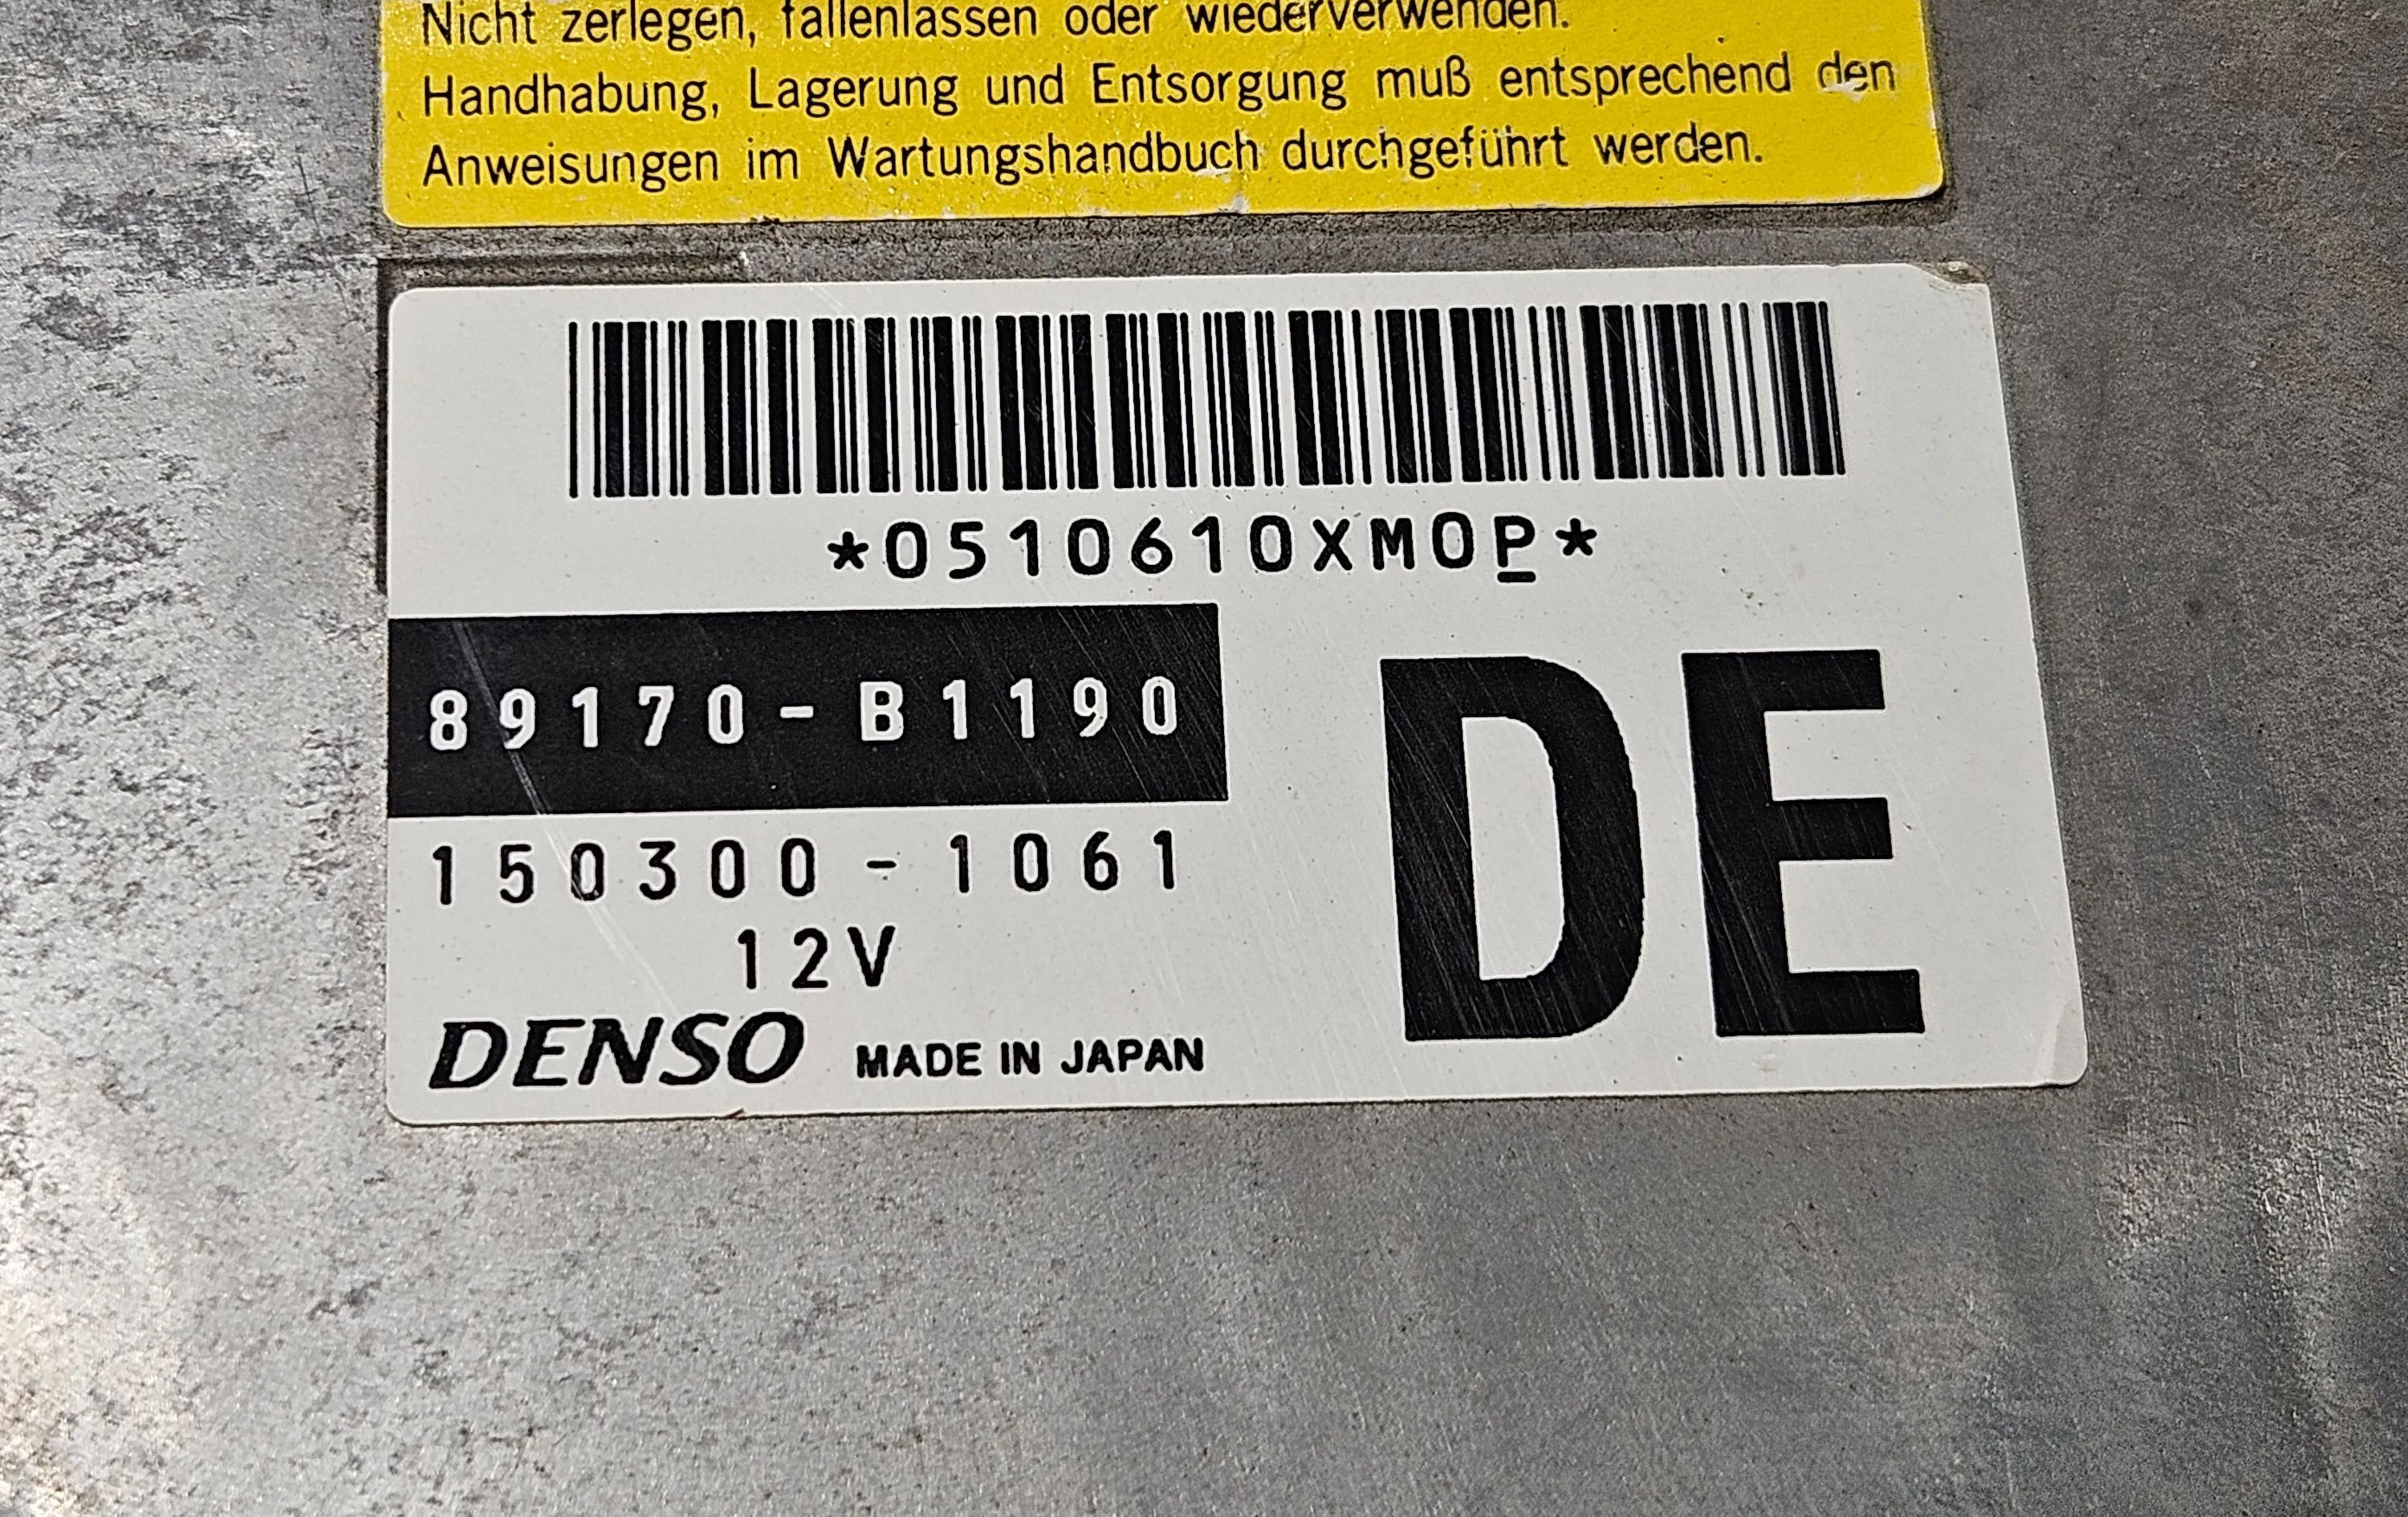 Nicht zerlegen, fallenlassen oder wiederverwenden.
Handhabung, Lagerung und Entsorgung muß entsprechend den
Anweisungen im Wartungshandbuch durchgeführt werden.
*0510610XM0P*
89170-B1190
150300-1061
12V
DE
DENSO MADE IN JAPAN